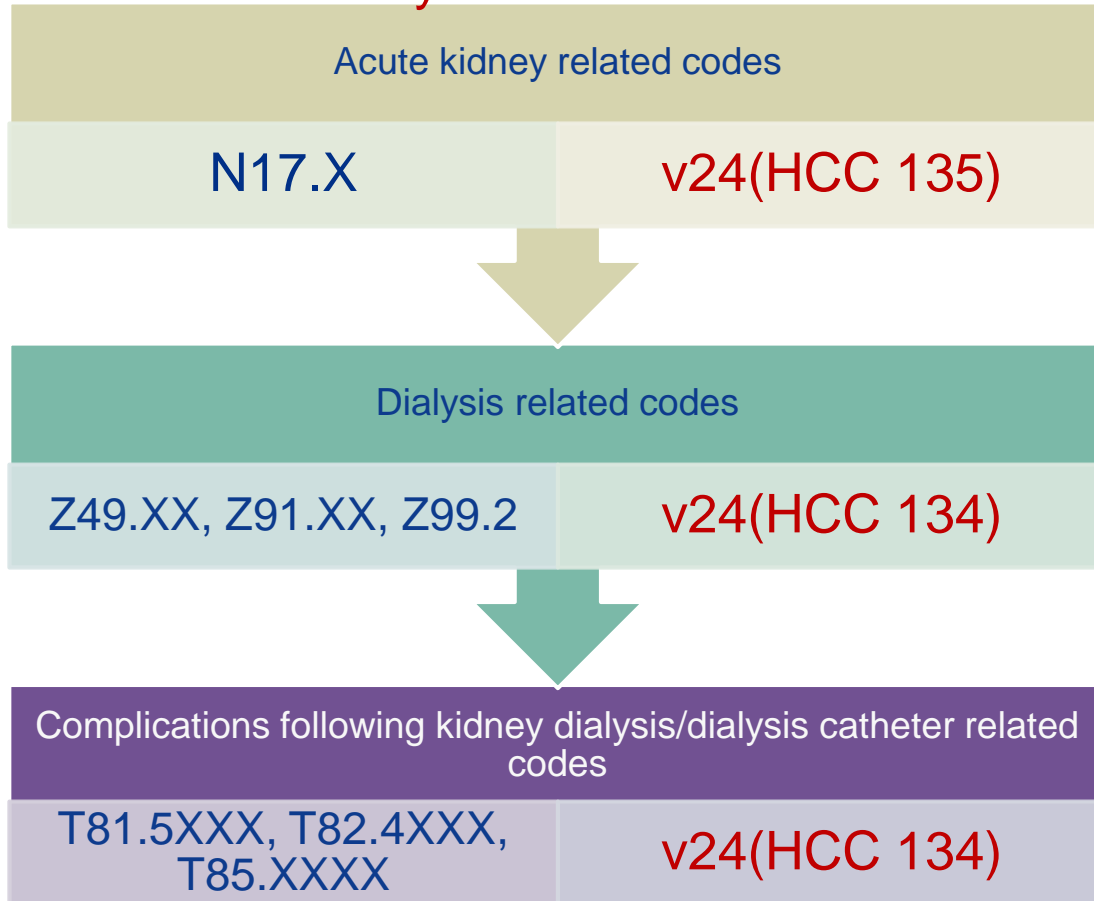 Acute kidney related codes
N17.X
v24(HCC 135)
Dialysis related codes
Z49.XX, Z91.XX, Z99.2
v24(HCC 134)
Complications following kidney dialysis/dialysis catheter related
codes
T81.5XXX, T82.4XXX,
T85.XXXX
v24(HCC 134)